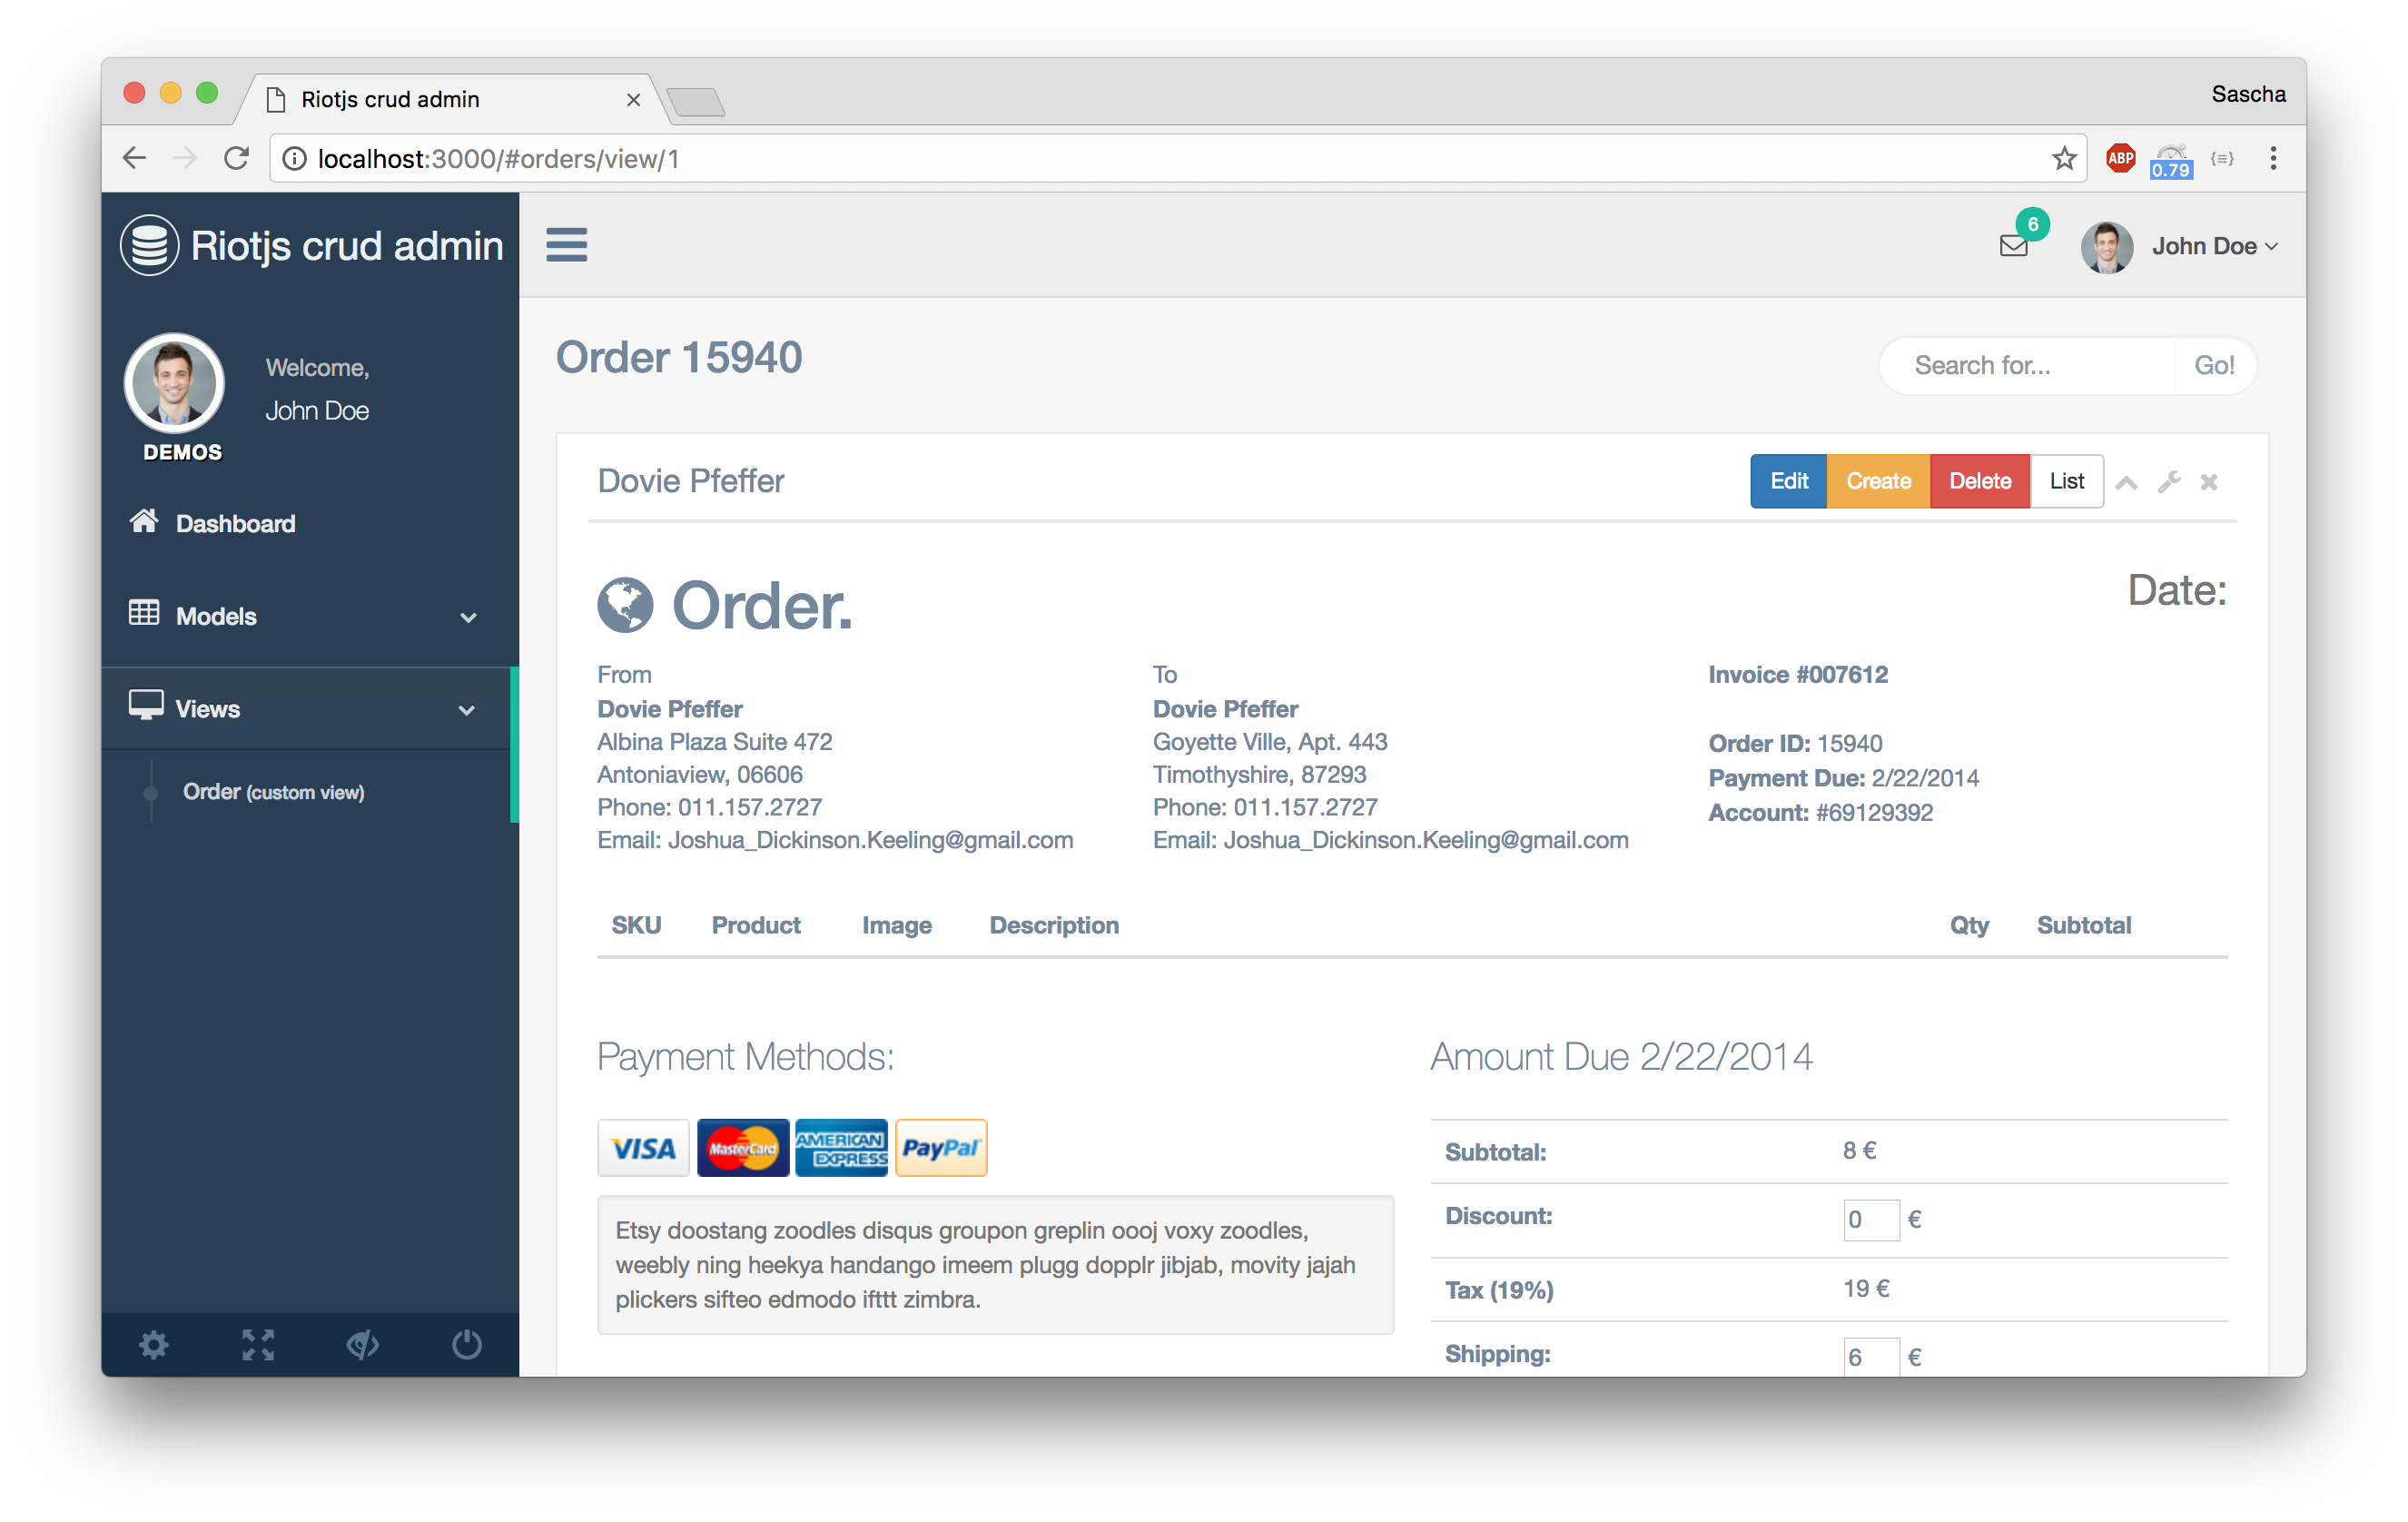 Riotjs crud admin
Sascha
localhost:3000/#orders/view/1
ABP
0.79
Riotjs crud admin
6
John Doe
Welcome,
John Doe
DEMOS
Dashboard
Models
Views
Order (custom view)
Order 15940
Search for...
Go!
Dovie Pfeffer
Edit
Create
Delete
List
Order.
Date:
From
Dovie Pfeffer
Albina Plaza Suite 472
Antoniaview, 06606
Phone: 011.157.2727
Email: Joshua_Dickinson.Keeling@gmail.com
To
Dovie Pfeffer
Goyette Ville, Apt. 443
Timothyshire, 87293
Phone: 011.157.2727
Email: Joshua_Dickinson.Keeling@gmail.com
Invoice #007612
Order ID: 15940
Payment Due: 2/22/2014
Account: #69129392
SKU Product Image Description Qty Subtotal
Payment Methods:
VISA
MasterCard
AMERICAN EXPRESS
PayPal
Etsy doostang zoodles disqus groupon greplin oooj voxy zoodles,
weebly ning heekya handango imeem plugg dopplr jibjab, movity jajah
plickers sifteo edmodo ifttt zimbra.
Amount Due 2/22/2014
Subtotal: 8 €
Discount: 0 €
Tax (19%) 19 €
Shipping: 6 €